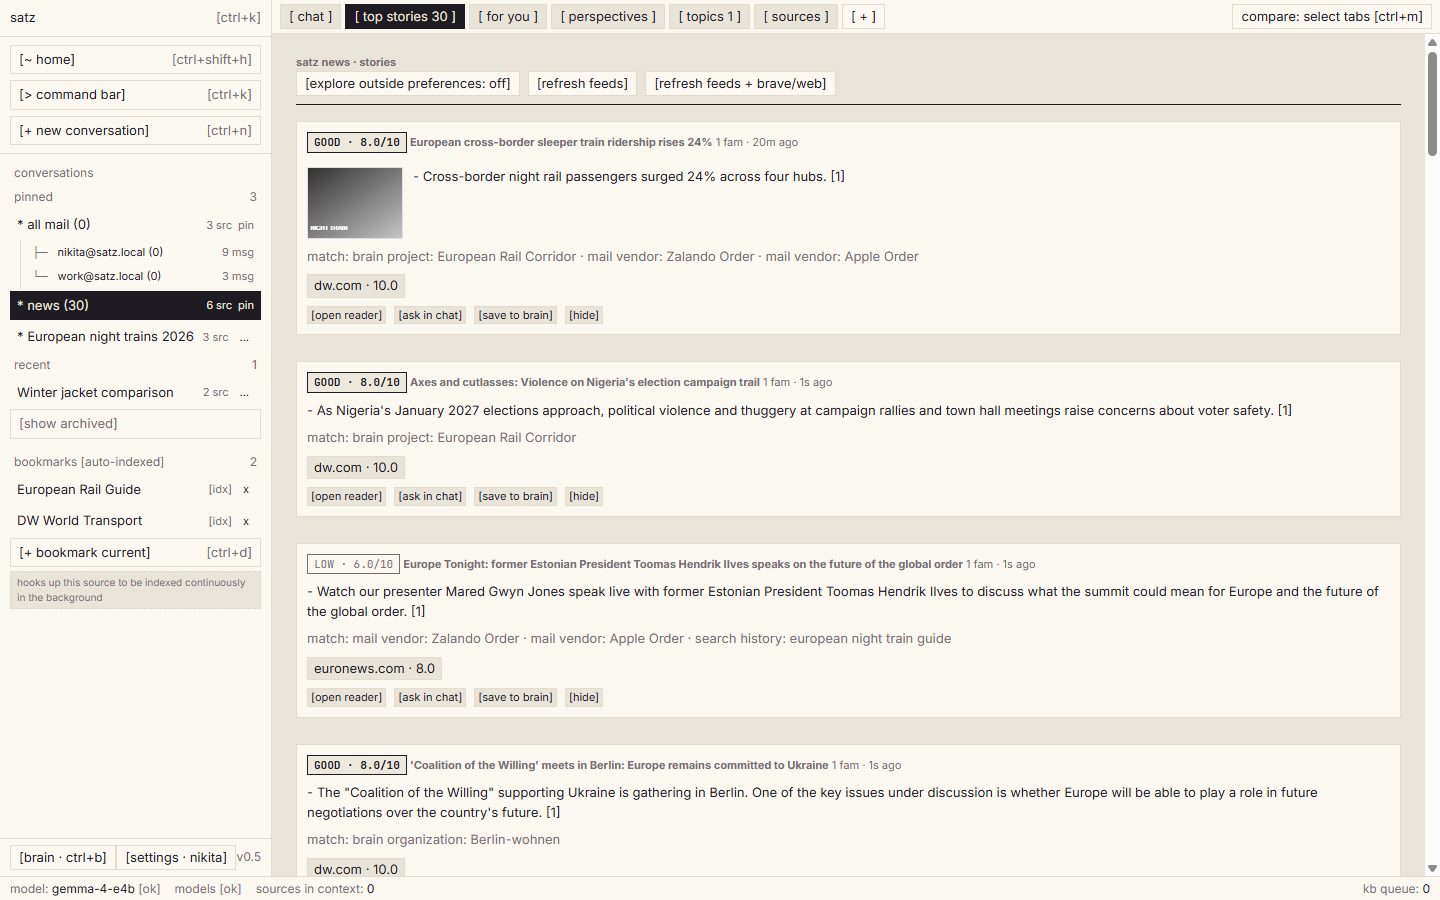 satz [ctrl+k]
[~ home] [ctrl+shift+h]
[> command bar] [ctrl+k]
[+ new conversation] [ctrl+n]
conversations
pinned 3
* all mail (0) 3 src pin
├─ nikita@satz.local (0) 9 msg
└─ work@satz.local (0) 3 msg
* news (30) 6 src pin
* European night trains 2026 3 src ...
recent 1
Winter jacket comparison 2 src ...
[show archived]
bookmarks [auto-indexed] 2
European Rail Guide [idx] x
DW World Transport [idx] x
[+ bookmark current] [ctrl+d]
hooks up this source to be indexed continuously
in the background
[brain · ctrl+b] [settings · nikita] v0.5
[ chat ] [ top stories 30 ] [ for you ] [ perspectives ] [ topics 1 ] [ sources ] [ + ] compare: select tabs [ctrl+m]
satz news · stories
[explore outside preferences: off] [refresh feeds] [refresh feeds + brave/web]
GOOD · 8.0/10 European cross-border sleeper train ridership rises 24% 1 fam · 20m ago
- Cross-border night rail passengers surged 24% across four hubs. [1]
NIGHT TRAIN
match: brain project: European Rail Corridor · mail vendor: Zalando Order · mail vendor: Apple Order
dw.com · 10.0
[open reader] [ask in chat] [save to brain] [hide]
GOOD · 8.0/10 Axes and cutlasses: Violence on Nigeria's election campaign trail 1 fam · 1s ago
- As Nigeria's January 2027 elections approach, political violence and thuggery at campaign rallies and town hall meetings raise concerns about voter safety. [1]
match: brain project: European Rail Corridor
dw.com · 10.0
[open reader] [ask in chat] [save to brain] [hide]
LOW · 6.0/10 Europe Tonight: former Estonian President Toomas Hendrik Ilves speaks on the future of the global order 1 fam · 1s ago
- Watch our presenter Mared Gwyn Jones speak live with former Estonian President Toomas Hendrik Ilves to discuss what the summit could mean for Europe and the future of
the global order. [1]
match: mail vendor: Zalando Order · mail vendor: Apple Order · search history: european night train guide
euronews.com · 8.0
[open reader] [ask in chat] [save to brain] [hide]
GOOD · 8.0/10 'Coalition of the Willing' meets in Berlin: Europe remains committed to Ukraine 1 fam · 1s ago
- The "Coalition of the Willing" supporting Ukraine is gathering in Berlin. One of the key issues under discussion is whether Europe will be able to play a role in future
negotiations over the country's future. [1]
match: brain organization: Berlin-wohnen
dw.com · 10.0
model: gemma-4-e4b [ok] models [ok] sources in context: 0 kb queue: 0